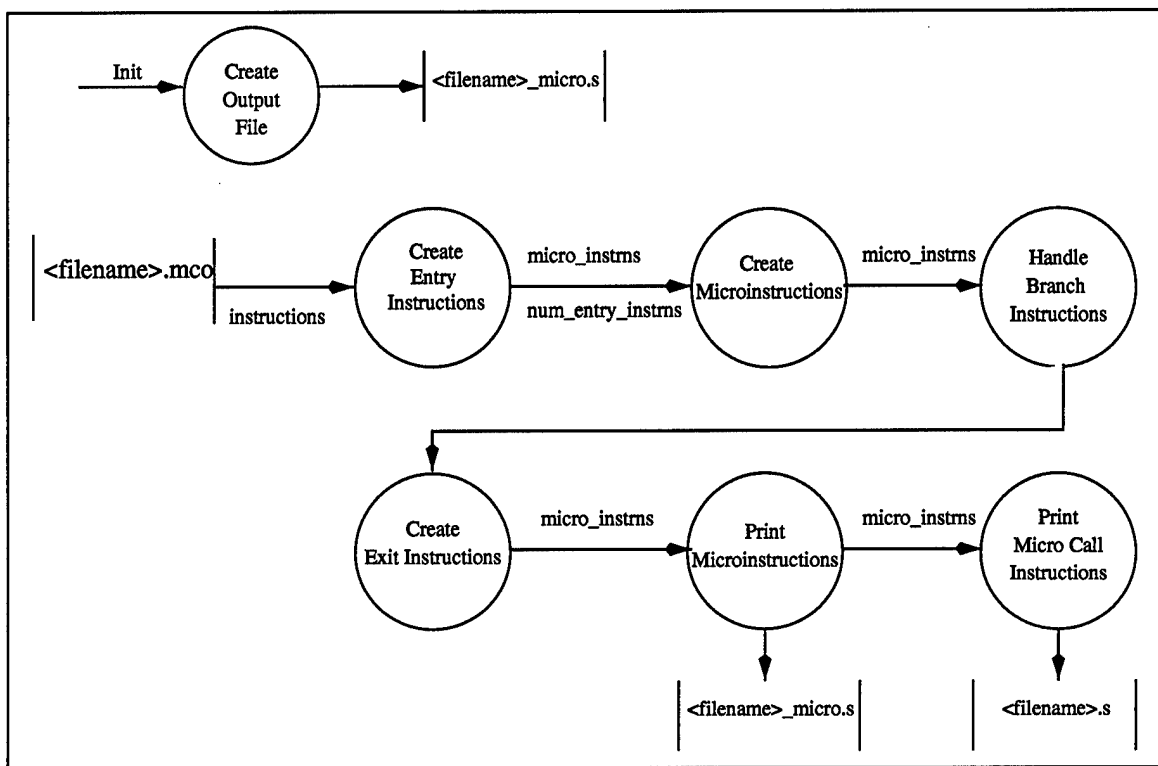 Init
Create
Output
File
<filename>_micro.s
<filename>.mco
instructions
Create
Entry
Instructions
micro_instrns
num_entry_instrns
Create
Microinstructions
micro_instrns
Handle
Branch
Instructions
Create
Exit Instructions
micro_instrns
Print
Microinstructions
micro_instrns
Print
Micro Call
Instructions
<filename>_micro.s
<filename>.s